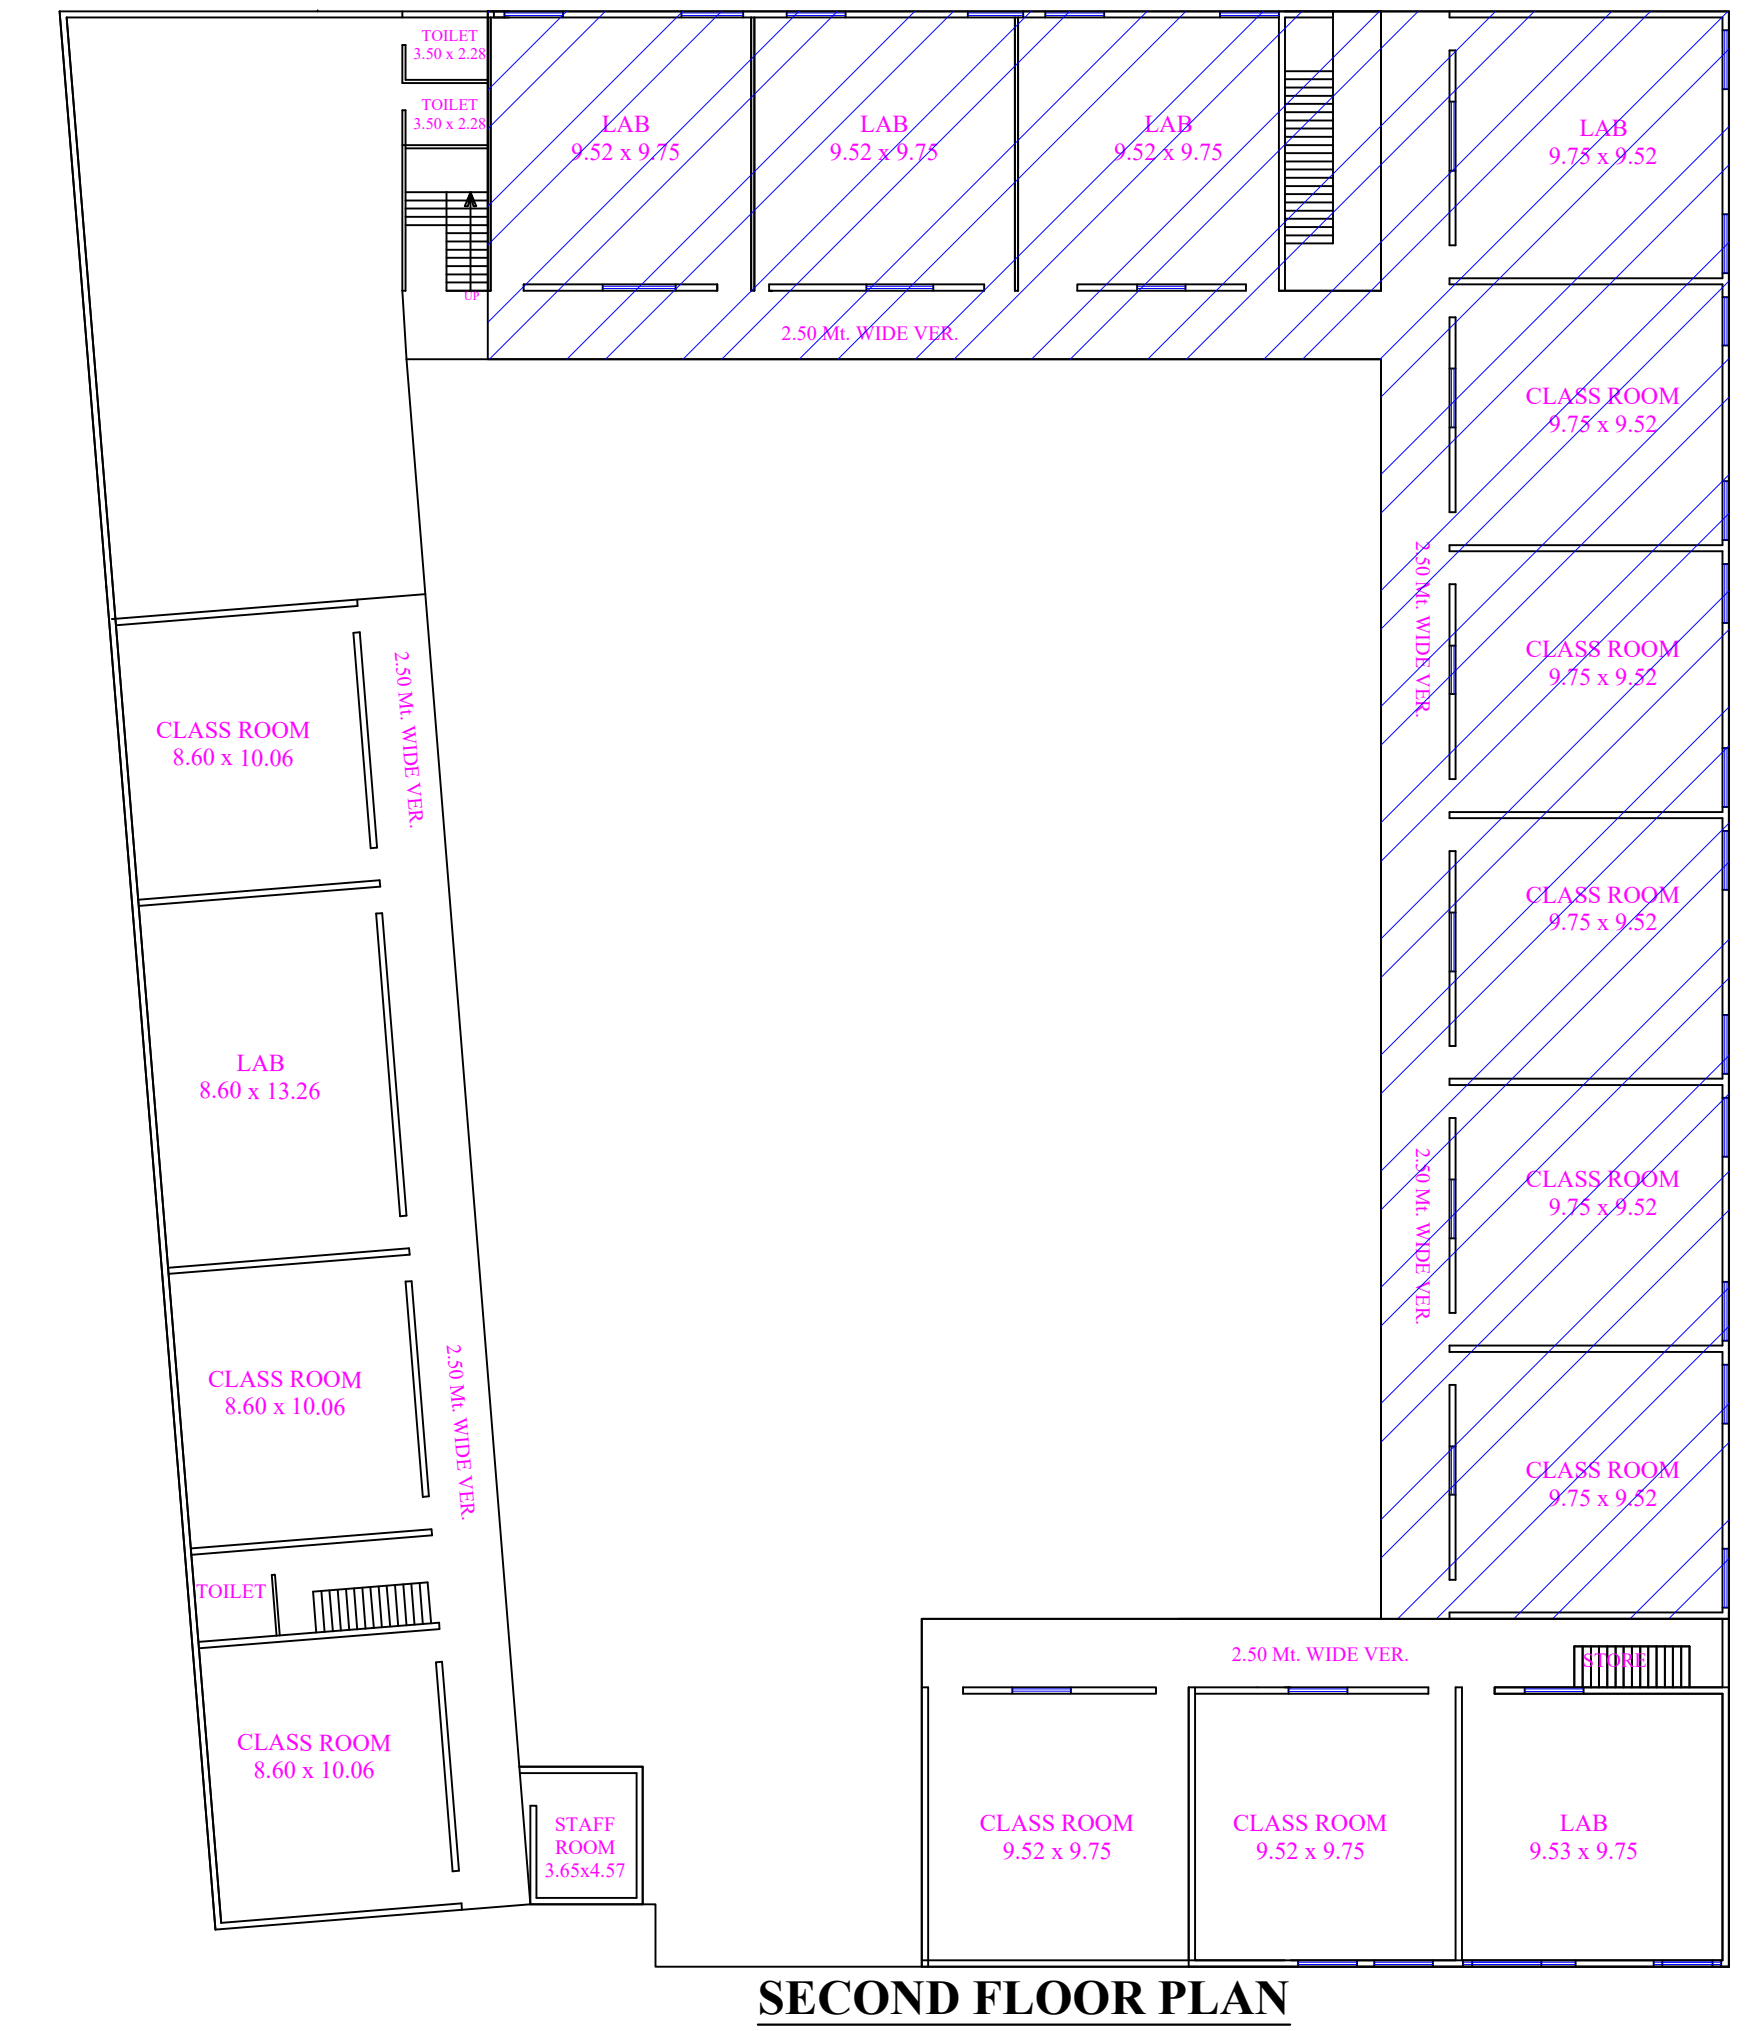 TOILET
3.50 x 2.28
TOILET
3.50 x 2.28
UP
LAB
9.52 x 9.75
LAB
9.52 x 9.75
LAB
9.52 x 9.75
LAB
9.75 x 9.52
2.50 Mt. WIDE VER.
CLASS ROOM
9.75 x 9.52
2.50 Mt. WIDE VER.
CLASS ROOM
9.75 x 9.52
CLASS ROOM
8.60 x 10.06
2.50 Mt. WIDE VER.
CLASS ROOM
9.75 x 9.52
LAB
8.60 x 13.26
CLASS ROOM
9.75 x 9.52
2.50 Mt. WIDE VER.
CLASS ROOM
8.60 x 10.06
2.50 Mt. WIDE VER.
CLASS ROOM
9.75 x 9.52
TOILET
2.50 Mt. WIDE VER.
STORE
CLASS ROOM
8.60 x 10.06
STAFF
ROOM
3.65x4.57
CLASS ROOM
9.52 x 9.75
CLASS ROOM
9.52 x 9.75
LAB
9.53 x 9.75
SECOND FLOOR PLAN